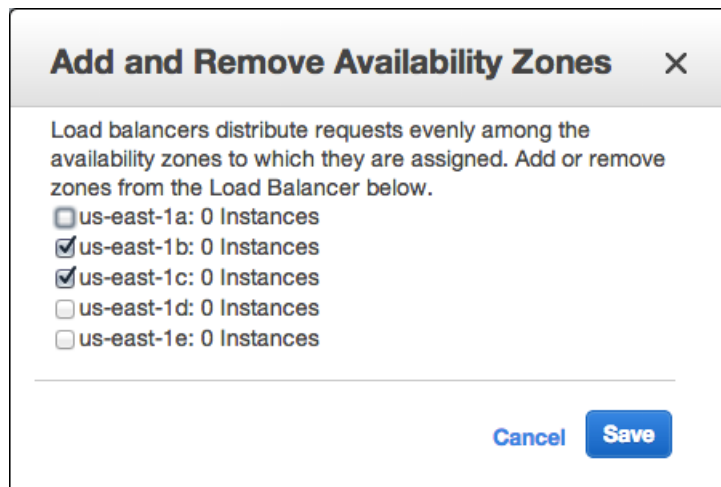 Add and Remove Availability Zones
Load balancers distribute requests evenly among the
availability zones to which they are assigned. Add or remove
zones from the Load Balancer below.
us-east-1a: 0 Instances
us-east-1b: 0 Instances
us-east-1c: 0 Instances
us-east-1d: 0 Instances
us-east-1e: 0 Instances
Cancel Save